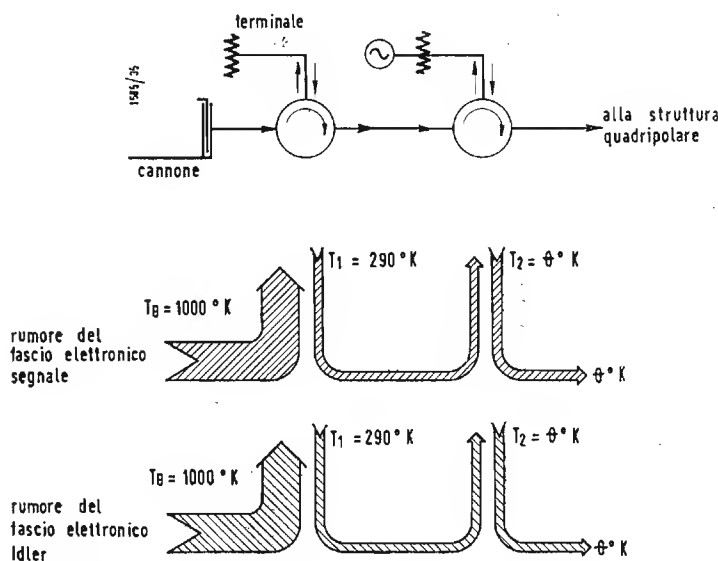 terminale
1585/35
cannone
alla struttura
quadripolare
T1 = 290° K
T2 = θ° K
TB = 1000° K
rumore del
fascio elettronico
segnale
θ° K
T1 = 290° K
T2 = θ° K
TB = 1000° K
rumore del
fascio elettronico
Idler
θ° K